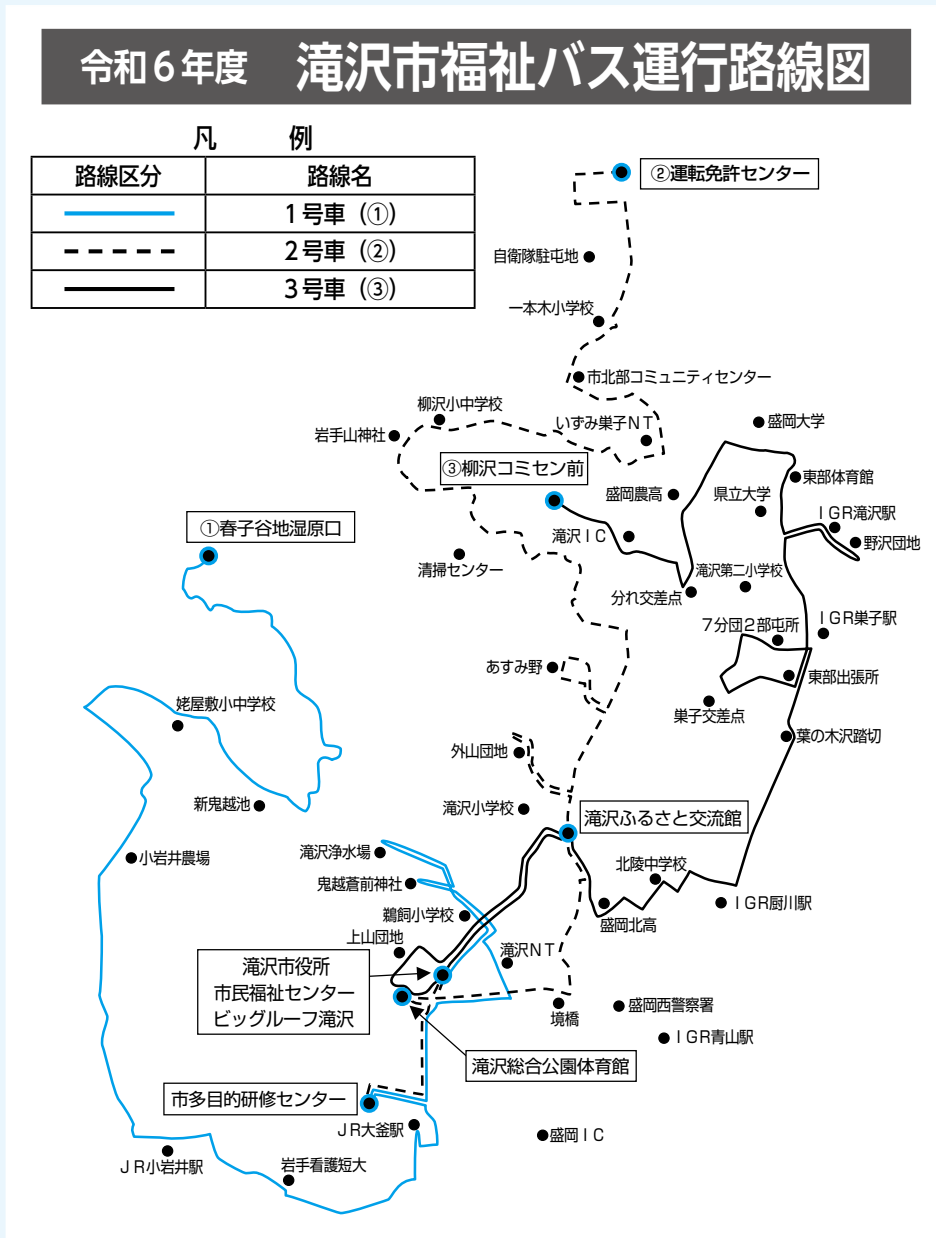 令和6年度 滝沢市福祉バス運行路線図
凡 例
路線区分 路線名
1号車(①)
2号車(②)
3号車(③)
②運転免許センター
自衛隊駐屯地
一本木小学校
市北部コミュニティセンター
柳沢小中学校
いずみ巣子NT
盛岡大学
岩手山神社
③柳沢コミセン前
東部体育館
盛岡農高
県立大学
IGR滝沢駅
①春子谷地湿原口
滝沢IC
野沢団地
清掃センター
滝沢第二小学校
分れ交差点
7分団2部屯所
IGR巣子駅
あすみ野
東部出張所
姥屋敷小中学校
巣子交差点
葉の木沢踏切
外山団地
新鬼越池
滝沢小学校
滝沢ふるさと交流館
滝沢浄水場
小岩井農場
北陵中学校
鬼越蒼前神社
IGR厨川駅
鵜飼小学校
盛岡北高
上山団地
滝沢NT
滝沢市役所
市民福祉センター
ビッグルーフ滝沢
境橋
盛岡西警察署
IGR青山駅
滝沢総合公園体育館
市多目的研修センター
JR大釜駅
盛岡IC
JR小岩井駅
岩手看護短大